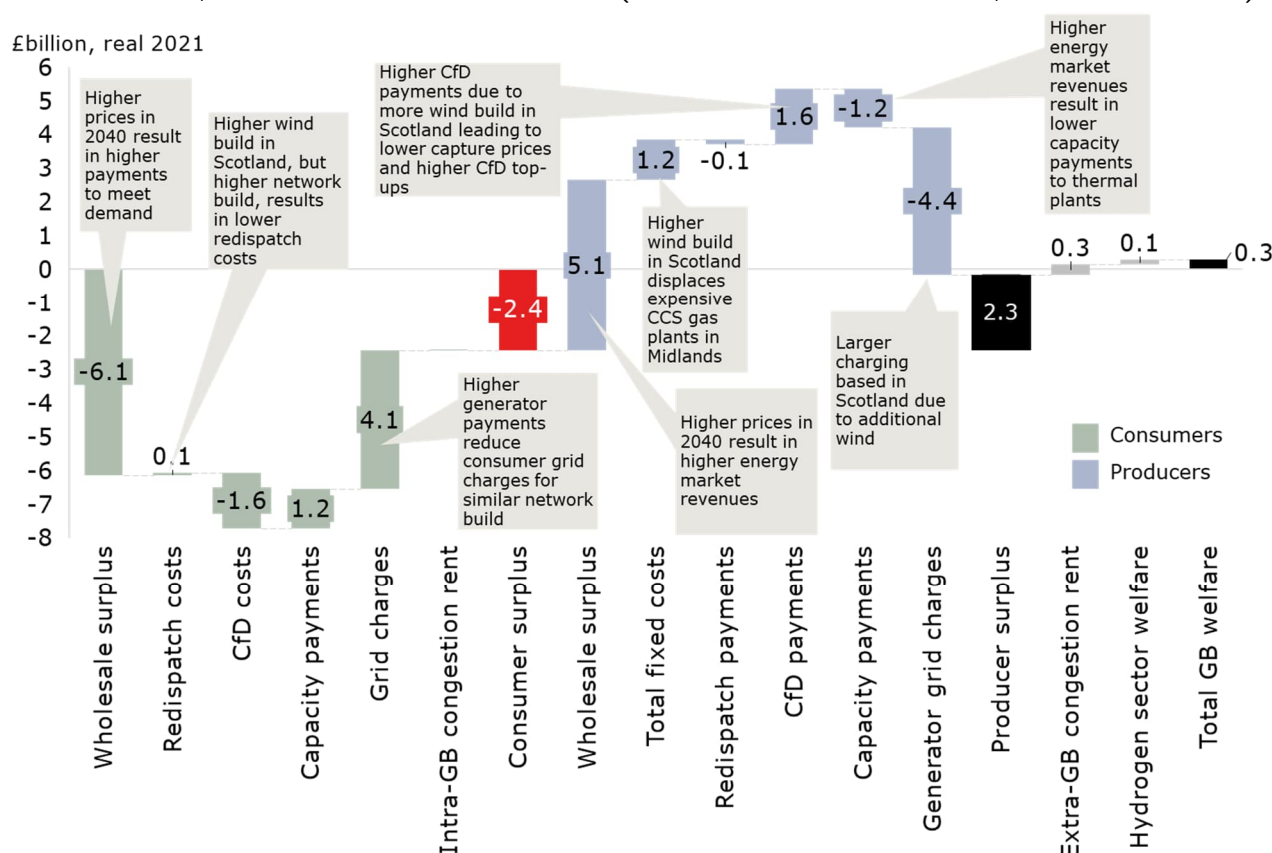 £billion, real 2021
6
5
4
3
2
1
0
-1
-2
-3
-4
-5
-6
-7
-8
Higher
prices in
2040 result
in higher
payments
to meet
demand
Higher wind
build in
Scotland, but
higher network
build, results
in lower
redispatch
costs
Higher CfD
payments due to
more wind build in
Scotland leading to
lower capture prices
and higher CfD top-
ups
Higher
energy
market
revenues
result in
lower
capacity
payments
to thermal
plants
Higher
wind build
in Scotland
displaces
expensive
CCS gas
plants in
Midlands
Higher
generator
payments
reduce
consumer grid
charges for
similar network
build
Higher prices in
2040 result in
higher energy
market
revenues
Larger
charging
based in
Scotland due
to additional
wind
-6.1
0.1
-1.6
1.2
4.1
-2.4
5.1
1.2
-0.1
1.6
-1.2
-4.4
2.3
0.3
0.1
0.3
Consumers
Producers
Wholesale surplus
Redispatch costs
CfD costs
Capacity payments
Grid charges
Intra-GB congestion rent
Consumer surplus
Wholesale surplus
Total fixed costs
Redispatch payments
CfD payments
Capacity payments
Generator grid charges
Producer surplus
Extra-GB congestion rent
Hydrogen sector welfare
Total GB welfare